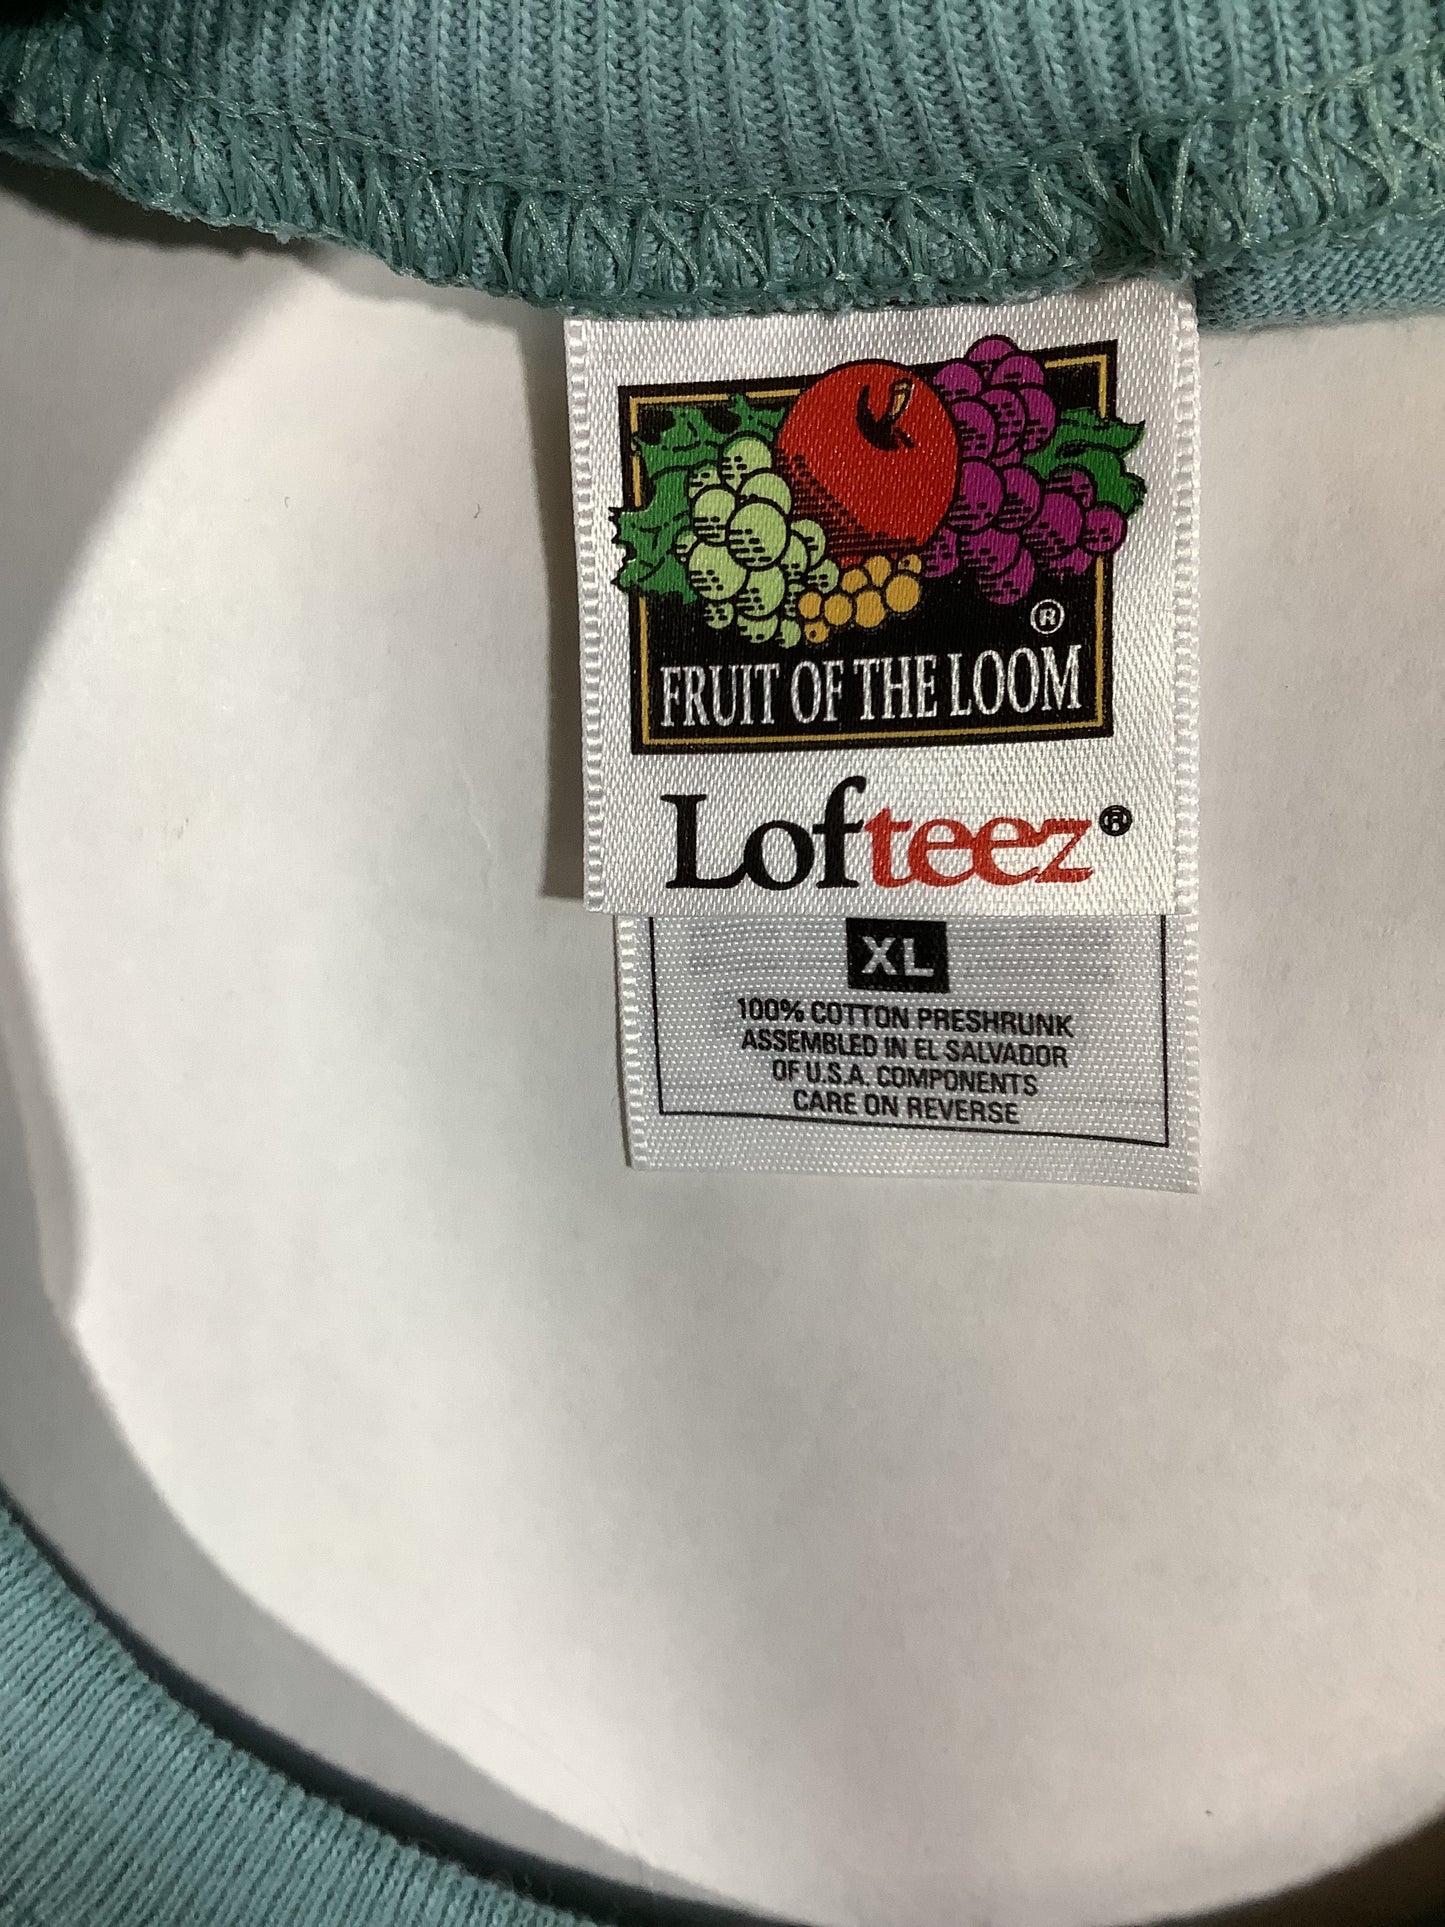 ®
FRUIT OF THE LOOM
Lofteez®
XL
100% COTTON PRESHRUNK
ASSEMBLED IN EL SALVADOR
OF U.S.A. COMPONENTS
CARE ON REVERSE